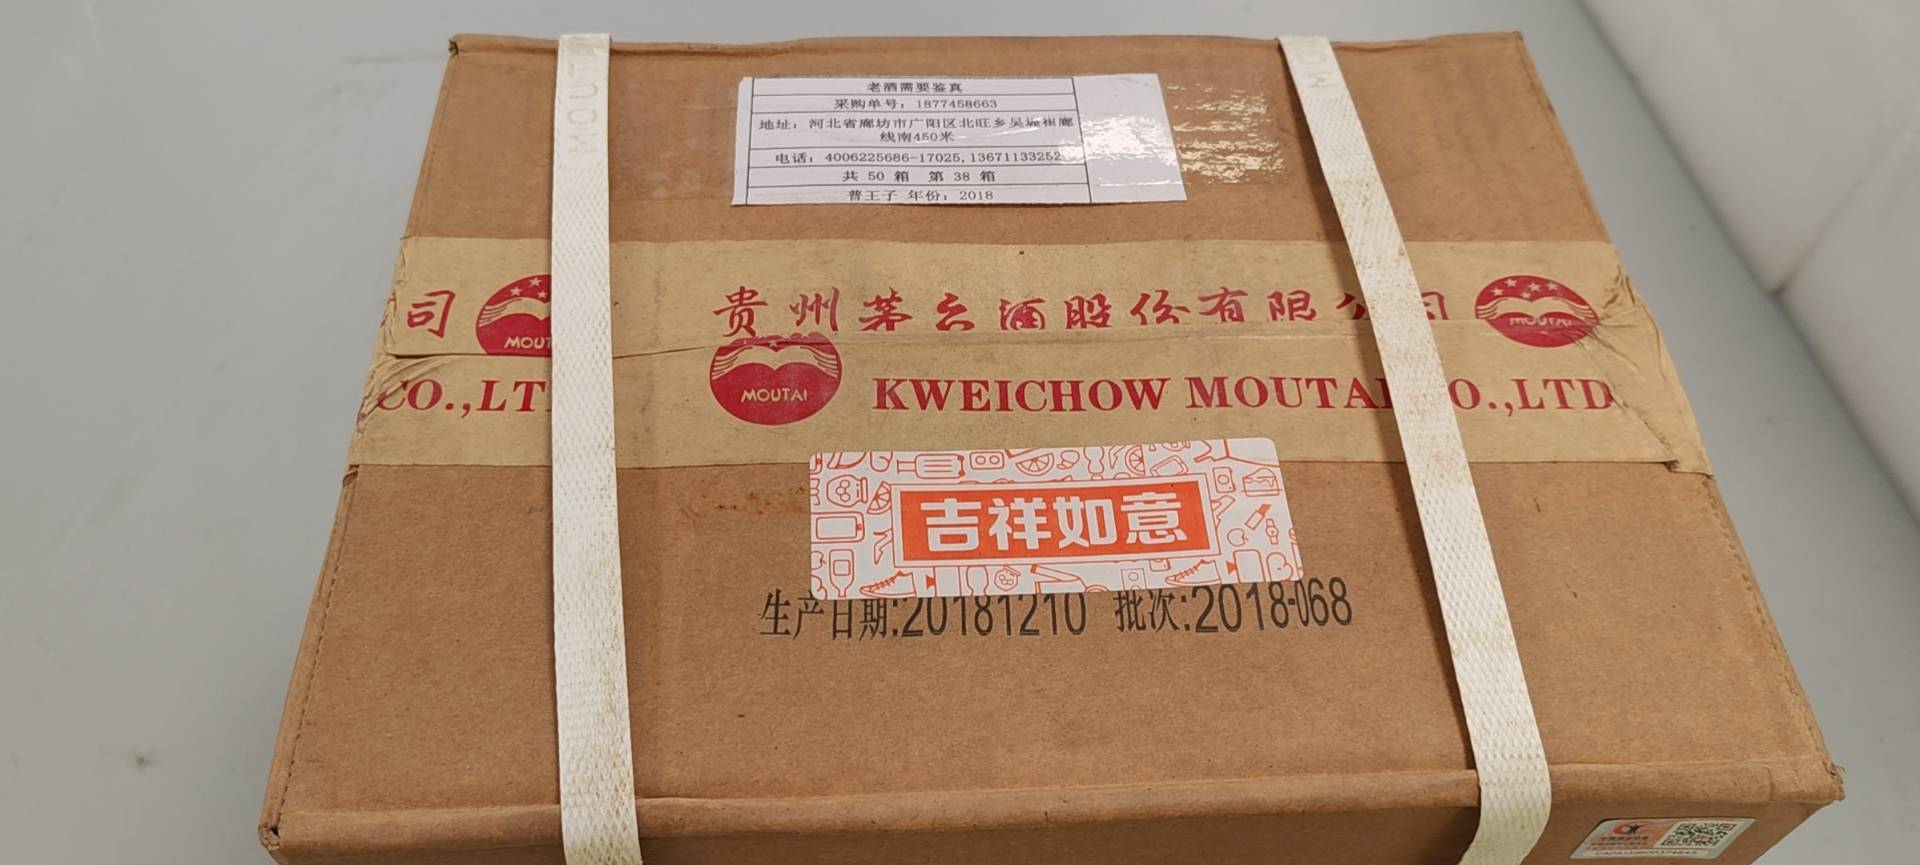 MOUTAI
老酒需要鉴真
采购单号：1877458663
地址：河北省廊坊市广阳区北旺乡吴堤根廊
线南450米
电话：4006225686-17025,13671133252
共 50 箱 第 38 箱
普王子 年份：2018
司 MOUTAI 贵州茅台酒股份有限公司 MOUTAI
CO.,LT MOUTAI KWEICHOW MOUTAI CO.,LTD
吉祥如意
生产日期:20181210 批次:2018-068